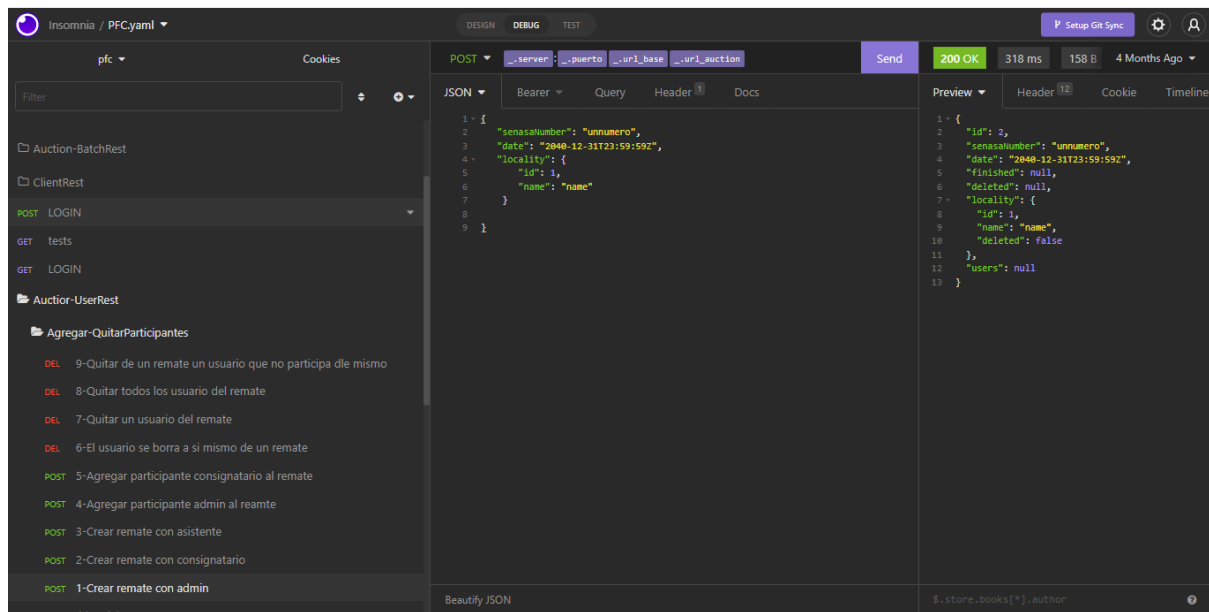 Insomnia / PFC.yaml
DESIGN DEBUG TEST
Setup Git Sync
pfc
Cookies
Filter
Auction-BatchRest
ClientRest
POST LOGIN
GET tests
GET LOGIN
Auctior-UserRest
Agregar-QuitarParticipantes
DEL 9-Quitar de un remate un usuario que no participa dle mismo
DEL 8-Quitar todos los usuario del remate
DEL 7-Quitar un usuario del remate
DEL 6-El usuario se borra a si mismo de un remate
POST 5-Agregar participante consignatario al remate
POST 4-Agregar participante admin al reamte
POST 3-Crear remate con asistente
POST 2-Crear remate con consignatario
POST 1-Crear remate con admin
POST _.server : _.puerto _.url_base _.url_auction Send
JSON Bearer Query Header 1 Docs
1 {
2 "senasaNumber": "unnumero",
3 "date": "2040-12-31T23:59:59Z",
4 "locality": {
5 "id": 1,
6 "name": "name"
7 }
8
9 }
Beautify JSON
200 OK 318 ms 158 B 4 Months Ago
Preview Header 12 Cookie Timeline
1 {
2 "id": 2,
3 "senasaNumber": "unnumero",
4 "date": "2040-12-31T23:59:59Z",
5 "finished": null,
6 "deleted": null,
7 "locality": {
8 "id": 1,
9 "name": "name",
10 "deleted": false
11 },
12 "users": null
13 }
$.store.books[*].author